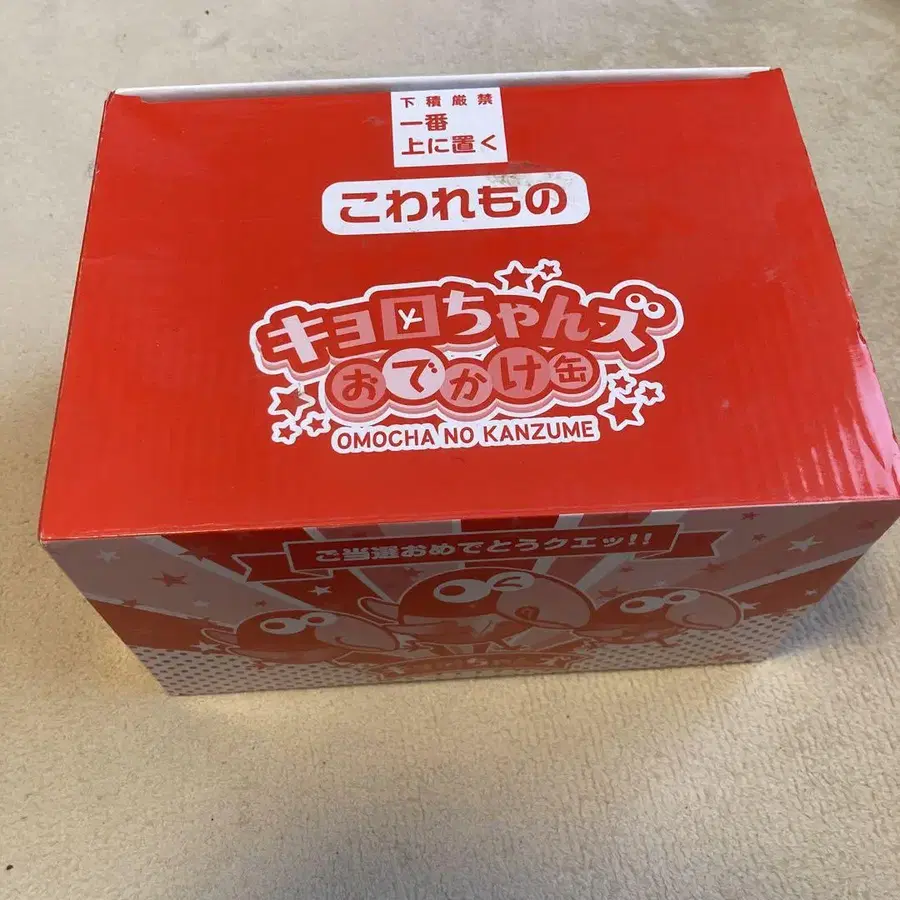 下積厳禁
一番
上に置く
こわれもの
キョロちゃんズ
おでかけ缶
OMOCHA NO KANZUME
ご当選おめでとうクエッ!!